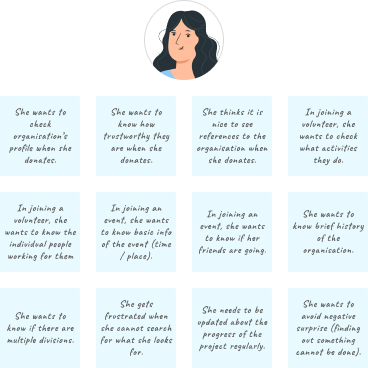 She wants to
check
organisation's
profile when she
donates.
She wants to
know how
trustworthy they
are when she
donates.
She thinks it is
nice to see
references to the
organisation when
she donates.
In joining a
volunteer, she
wants to check
what activities
they do.
In joining a
volunteer, she
wants to know the
individual people
working for them
In joining an
event, she wants
to know basic info
of the event (time
/ place).
In joining an
event, she wants
to know if her
friends are going.
She wants to
know brief history
of the
organisation.
She wants to
know if there are
multiple divisions.
She gets
frustrated when
she cannot search
for what she looks
for.
She needs to be
updated about the
progress of the
project regularly.
She wants to
avoid negative
surprise (finding
out something
cannot be done).